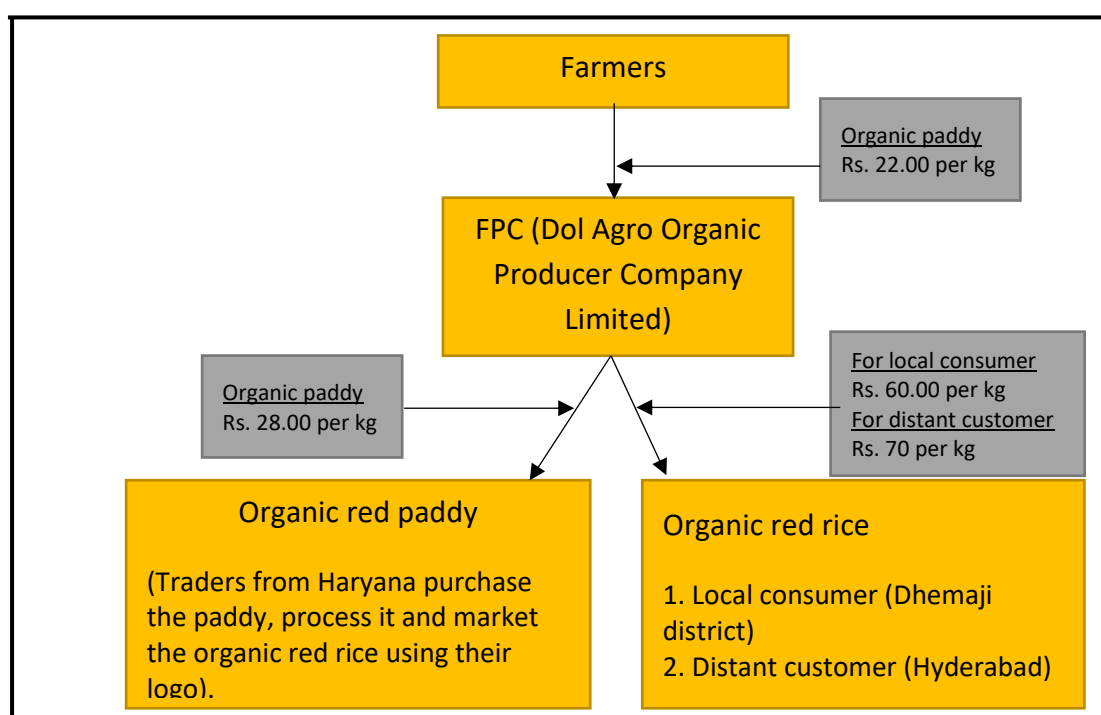 Farmers
Organic paddy
Rs. 22.00 per kg
FPC (Dol Agro Organic
Producer Company
Limited)
Organic paddy
Rs. 28.00 per kg
For local consumer
Rs. 60.00 per kg
For distant customer
Rs. 70 per kg
Organic red paddy
(Traders from Haryana purchase
the paddy, process it and market
the organic red rice using their
logo).
Organic red rice
1. Local consumer (Dhemaji
district)
2. Distant customer (Hyderabad)